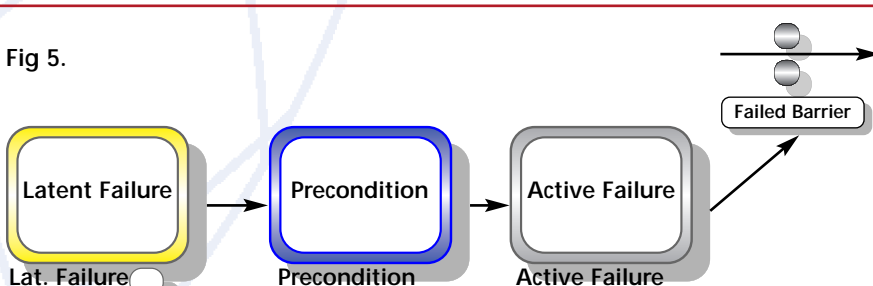 Fig 5.
Failed Barrier
Latent Failure
Precondition
Active Failure
Lat. Failure
Precondition
Active Failure